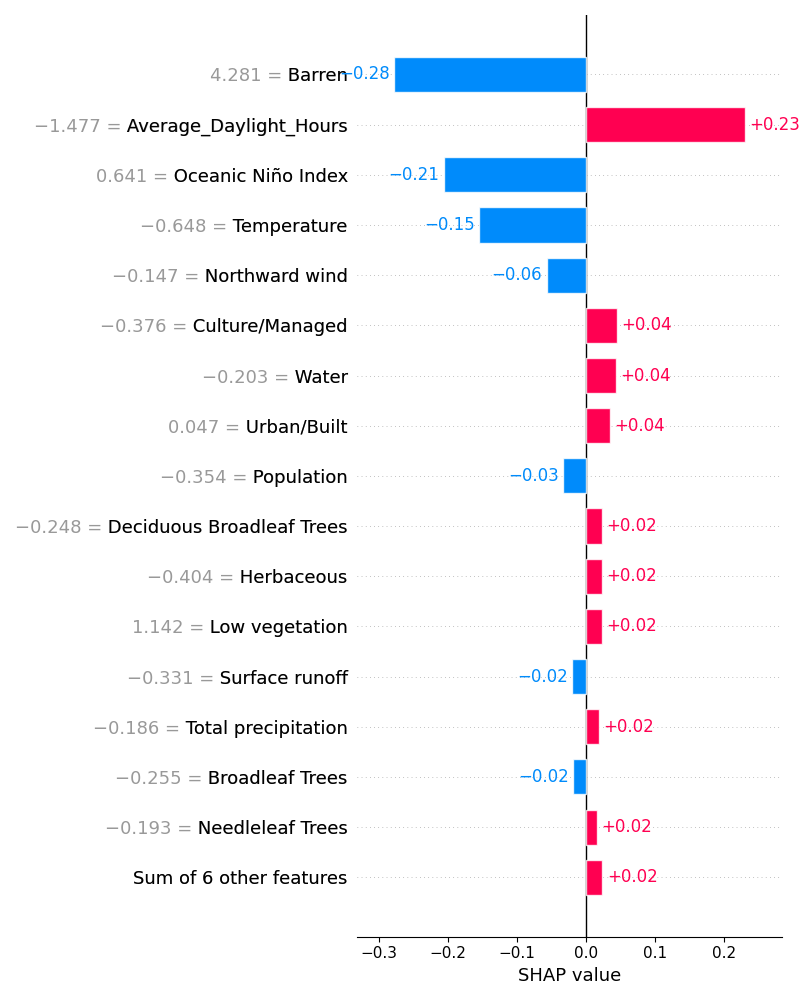 4.281 = Barren −0.28
−1.477 = Average_Daylight_Hours +0.23
0.641 = Oceanic Niño Index −0.21
−0.648 = Temperature −0.15
−0.147 = Northward wind −0.06
−0.376 = Culture/Managed +0.04
−0.203 = Water +0.04
0.047 = Urban/Built +0.04
−0.354 = Population −0.03
−0.248 = Deciduous Broadleaf Trees +0.02
−0.404 = Herbaceous +0.02
1.142 = Low vegetation +0.02
−0.331 = Surface runoff −0.02
−0.186 = Total precipitation +0.02
−0.255 = Broadleaf Trees −0.02
−0.193 = Needleleaf Trees +0.02
Sum of 6 other features +0.02
−0.3 −0.2 −0.1 0.0 0.1 0.2
SHAP value